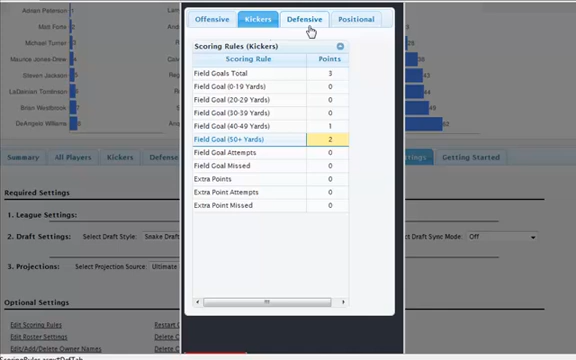 Adrian Peterson
Matt Forte
Michael Turner
Maurice Jones-Drew
Steven Jackson
LaDainian Tomlinson
Brian Westbrook
DeAngelo Williams
Offensive Kickers Defensive Positional
Scoring Rules (Kickers)
Scoring Rule Points
Field Goals Total 3
Field Goal (0-19 Yards) 0
Field Goal (20-29 Yards) 0
Field Goal (30-39 Yards) 0
Field Goal (40-49 Yards) 1
Field Goal (50+ Yards) 2
Field Goal Attempts 0
Field Goal Missed 0
Extra Points 0
Extra Point Attempts 0
Extra Point Missed 0
Summary All Players Kickers Defense
Getting Started
Required Settings
1. League Settings:
2. Draft Settings: Select Draft Style: Snake Draft
Draft Sync Mode: Off
3. Projections: Select Projection Source: Ultimate
Optional Settings
Edit Scoring Rules
Edit Roster Settings Delete
Edit/Add/Delete Owner Names Delete